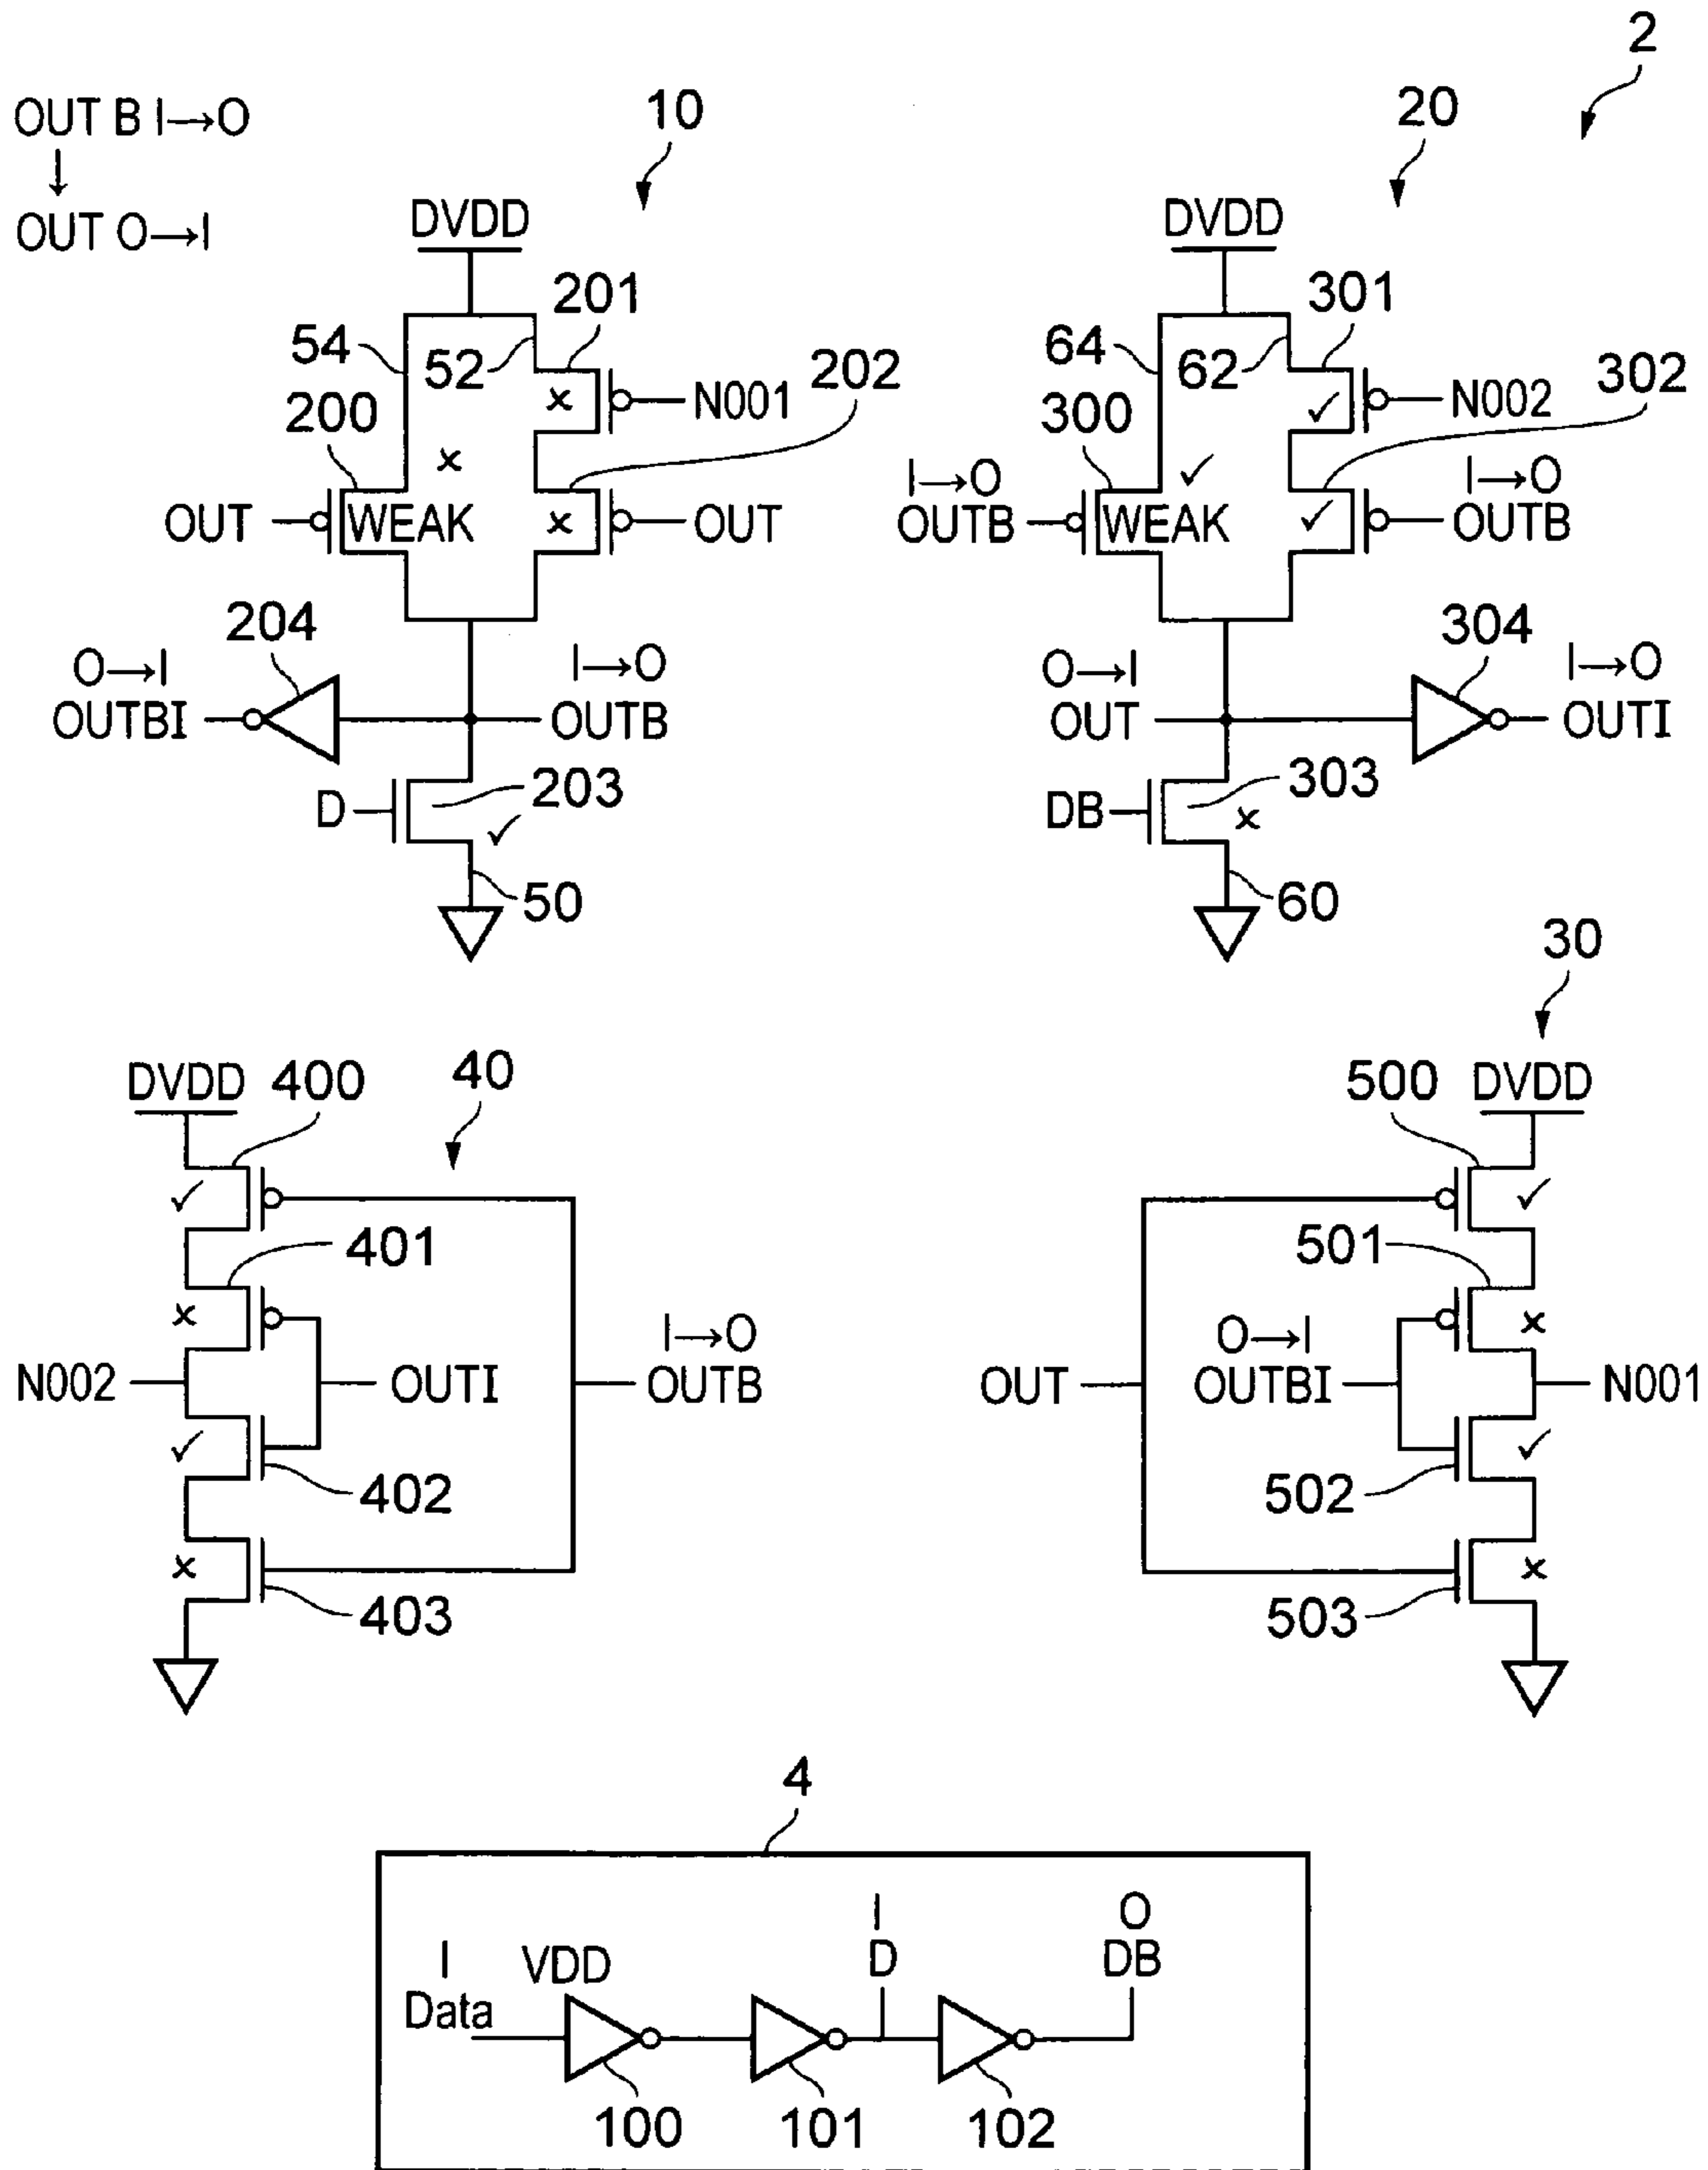 2
OUT B I→O
↓
OUT O→I
10
20
DVDD
DVDD
201
301
54
52
202
64
62
302
200
N001
300
N002
x
x
✓
✓
I→O
I→O
OUT
WEAK
x
OUT
OUTB
WEAK
✓
OUTB
204
304
O→I
I→O
O→I
I→O
OUTBI
OUTB
OUT
OUTI
D
203
✓
DB
303
x
50
60
30
DVDD
400
40
500
DVDD
✓
✓
401
501
x
I→O
O→I
x
N002
OUTI
OUTB
OUT
OUTBI
N001
✓
✓
402
502
x
x
403
503
4
I
O
I
VDD
D
DB
Data
100
101
102